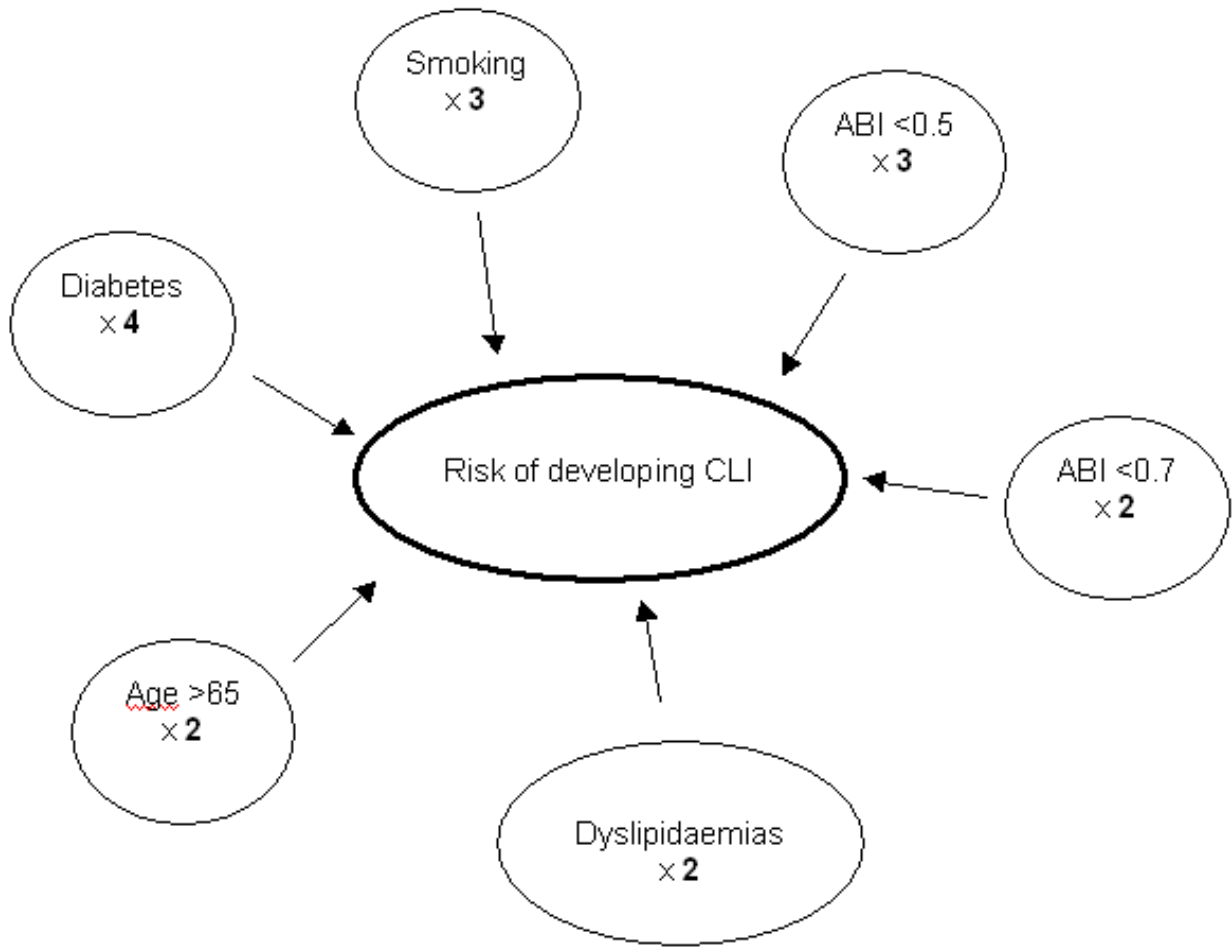 Smoking
× 3
ABI <0.5
× 3
Diabetes
× 4
Risk of developing CLI
ABI <0.7
× 2
Age >65
× 2
Dyslipidaemias
× 2